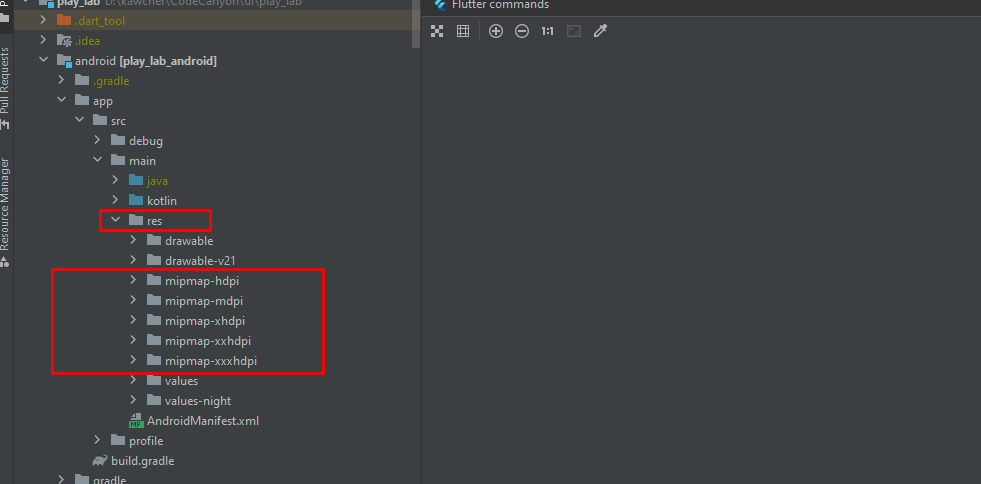 play_lab D:\kawcher\CodeCanyon\ui\play_lab
Flutter commands
.dart_tool
.idea
android [play_lab_android]
.gradle
app
src
debug
main
java
kotlin
res
drawable
drawable-v21
mipmap-hdpi
mipmap-mdpi
mipmap-xhdpi
mipmap-xxhdpi
mipmap-xxxhdpi
values
values-night
MF AndroidManifest.xml
profile
build.gradle
gradle
1:1
Pull Requests
Resource Manager